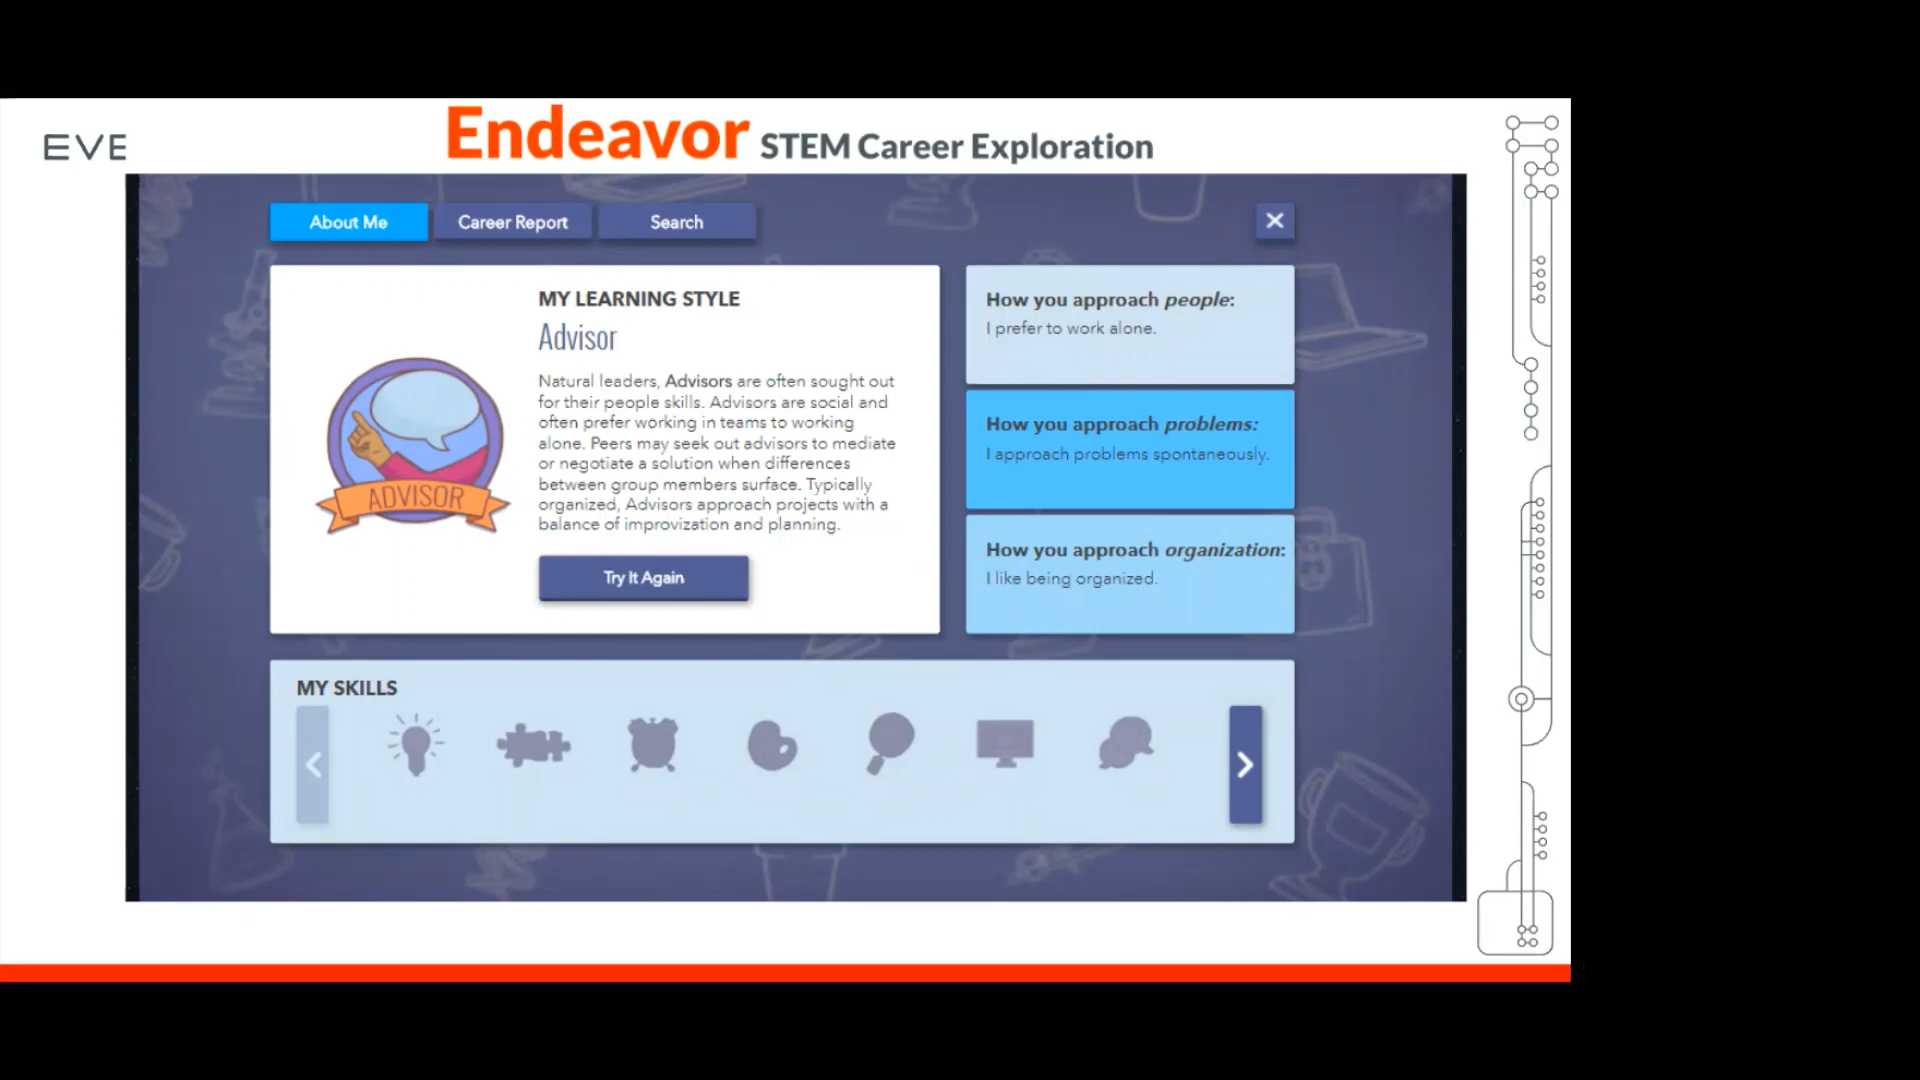 EVE
Endeavor STEM Career Exploration
About Me
Career Report
Search
MY LEARNING STYLE
Advisor
Natural leaders, Advisors are often sought out
for their people skills. Advisors are social and
often prefer working in teams to working
alone. Peers may seek out advisors to mediate
or negotiate a solution when differences
between group members surface. Typically
organized, Advisors approach projects with a
balance of improvization and planning.
ADVISOR
Try It Again
How you approach people:
I prefer to work alone.
How you approach problems:
I approach problems spontaneously.
How you approach organization:
I like being organized.
MY SKILLS